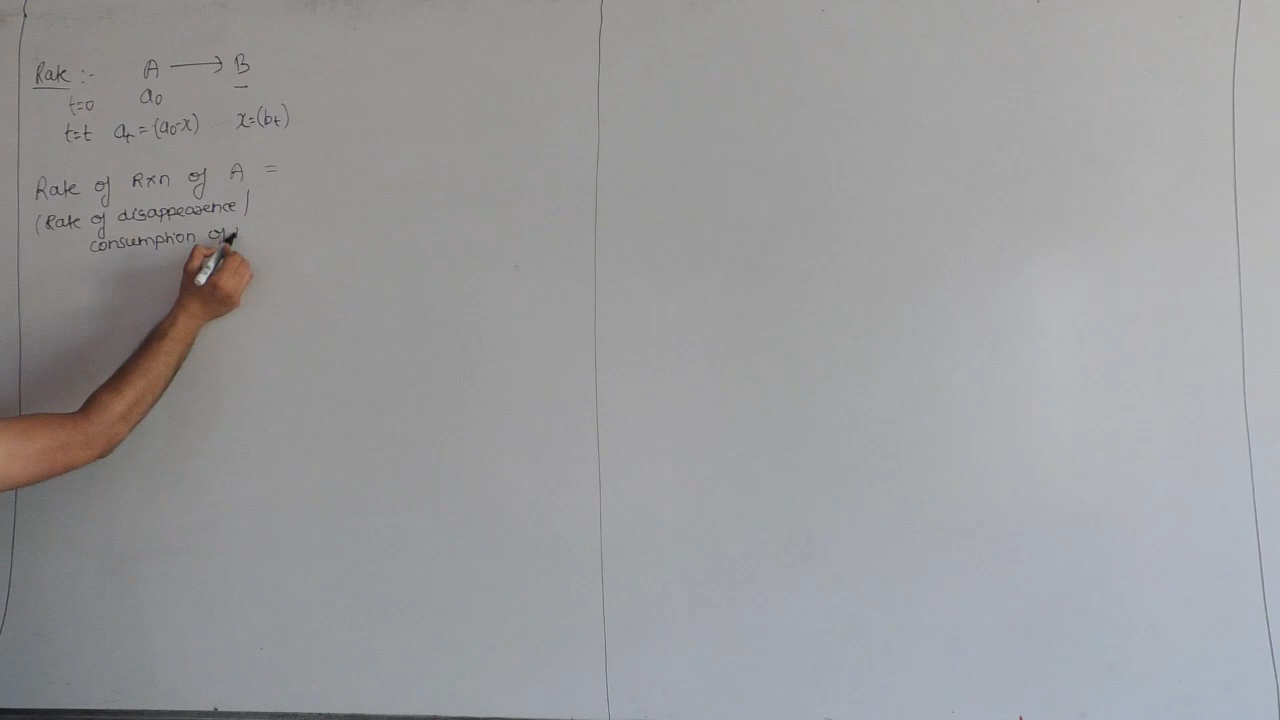 Rate :- A ⟶ B
t=0 a₀ –
t=t aₜ = (a₀-x) x=(bₜ)
Rate of Rxn of A =
(Rate of disappearence /
consumption of